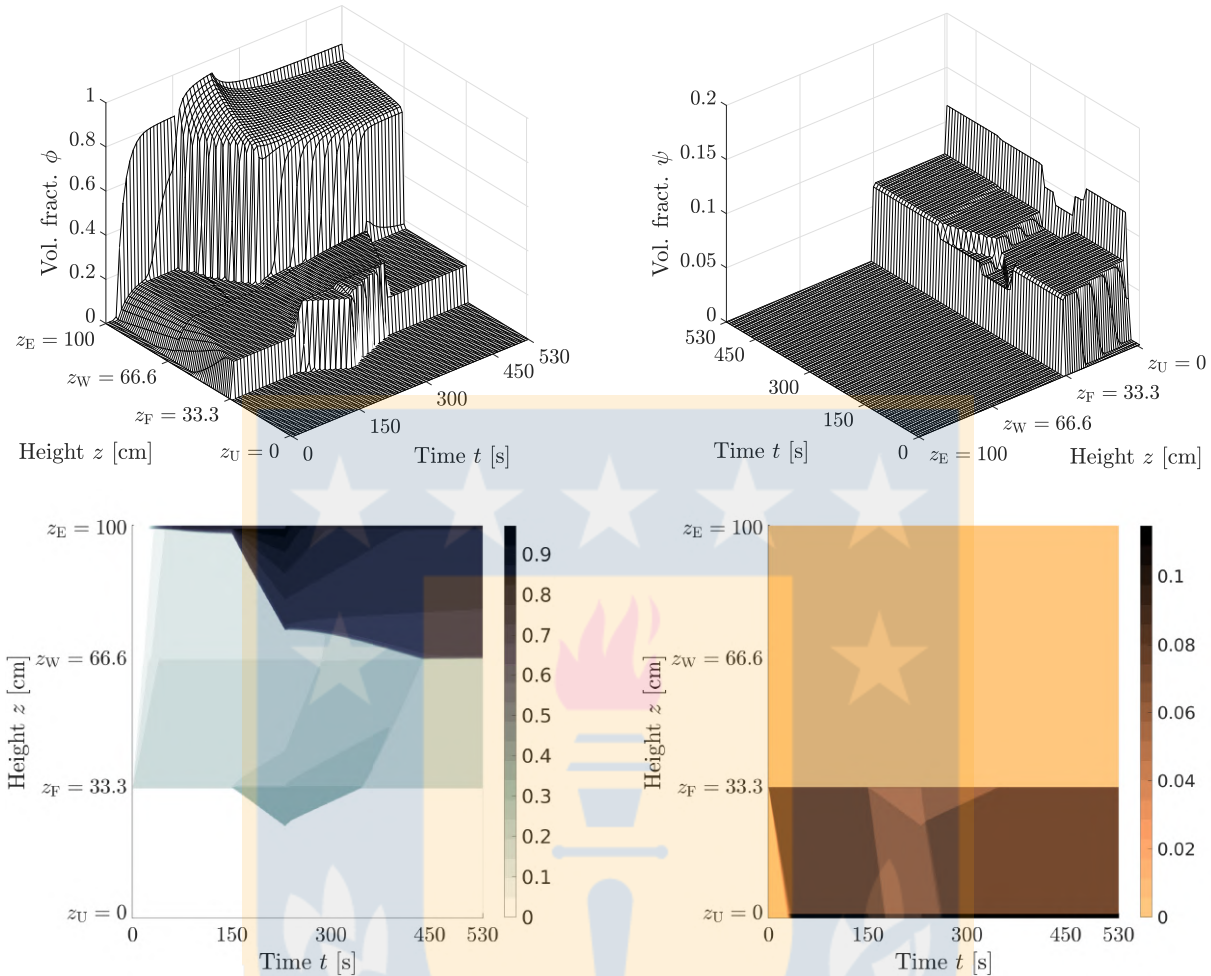 1
0.8
0.6
0.4
0.2
0
Vol. fract. ϕ
z_E = 100
z_W = 66.6
z_F = 33.3
z_U = 0
Height z [cm]
0
150
300
450
530
Time t [s]
0.2
0.15
0.1
0.05
0
Vol. fract. ψ
530
450
300
150
0
Time t [s]
z_U = 0
z_F = 33.3
z_W = 66.6
z_E = 100
Height z [cm]
z_E = 100
z_W = 66.6
z_F = 33.3
z_U = 0
Height z [cm]
0 150 300 450 530
Time t [s]
0.9
0.8
0.7
0.6
0.5
0.4
0.3
0.2
0.1
0
z_E = 100
z_W = 66.6
z_F = 33.3
z_U = 0
Height z [cm]
0 150 300 450 530
Time t [s]
0.1
0.08
0.06
0.04
0.02
0